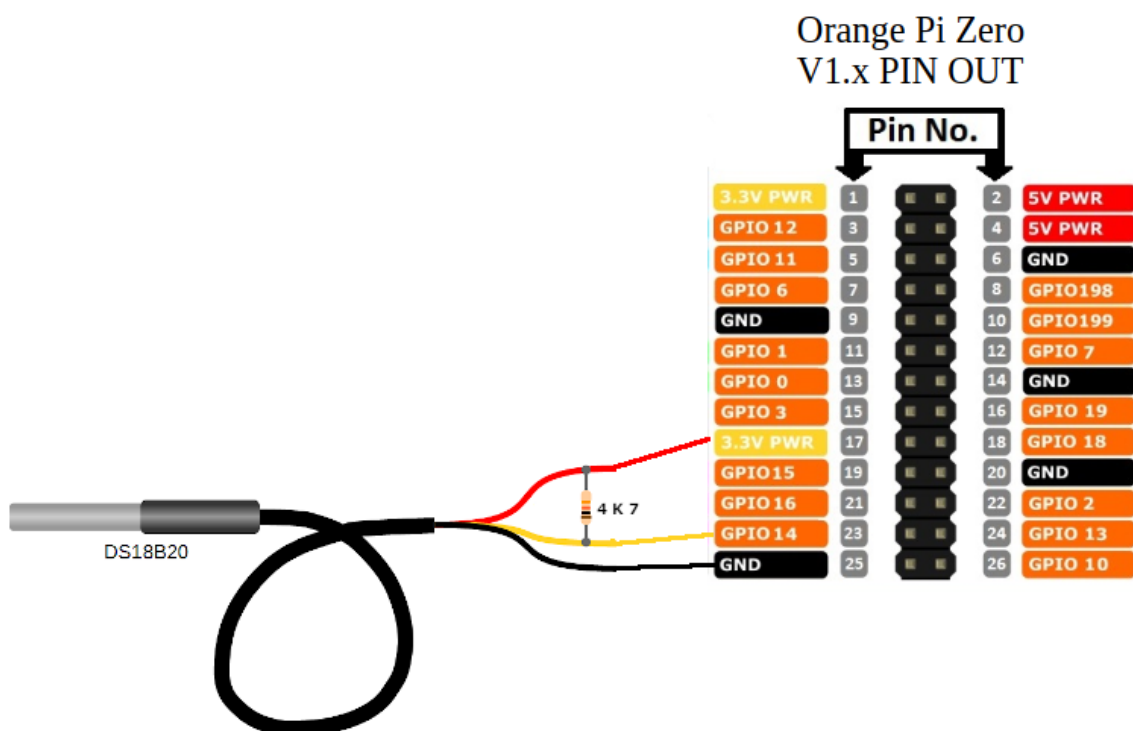 Orange Pi Zero
V1.x PIN OUT
Pin No.
3.3V PWR 1 2 5V PWR
GPIO 12 3 4 5V PWR
GPIO 11 5 6 GND
GPIO 6 7 8 GPIO198
GND 9 10 GPIO199
GPIO 1 11 12 GPIO 7
GPIO 0 13 14 GND
GPIO 3 15 16 GPIO 19
3.3V PWR 17 18 GPIO 18
GPIO15 19 20 GND
GPIO16 21 22 GPIO 2
GPIO14 23 24 GPIO 13
GND 25 26 GPIO 10
4 K 7
DS18B20